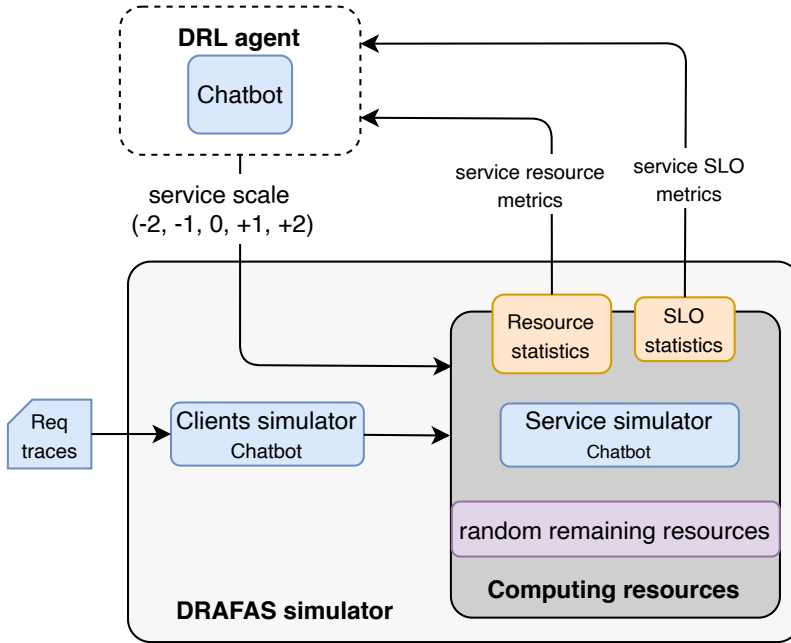 DRL agent
Chatbot
service scale
(-2, -1, 0, +1, +2)
service resource
metrics
service SLO
metrics
Resource
statistics
SLO
statistics
Req
traces
Clients simulator
Chatbot
Service simulator
Chatbot
random remaining resources
Computing resources
DRAFAS simulator